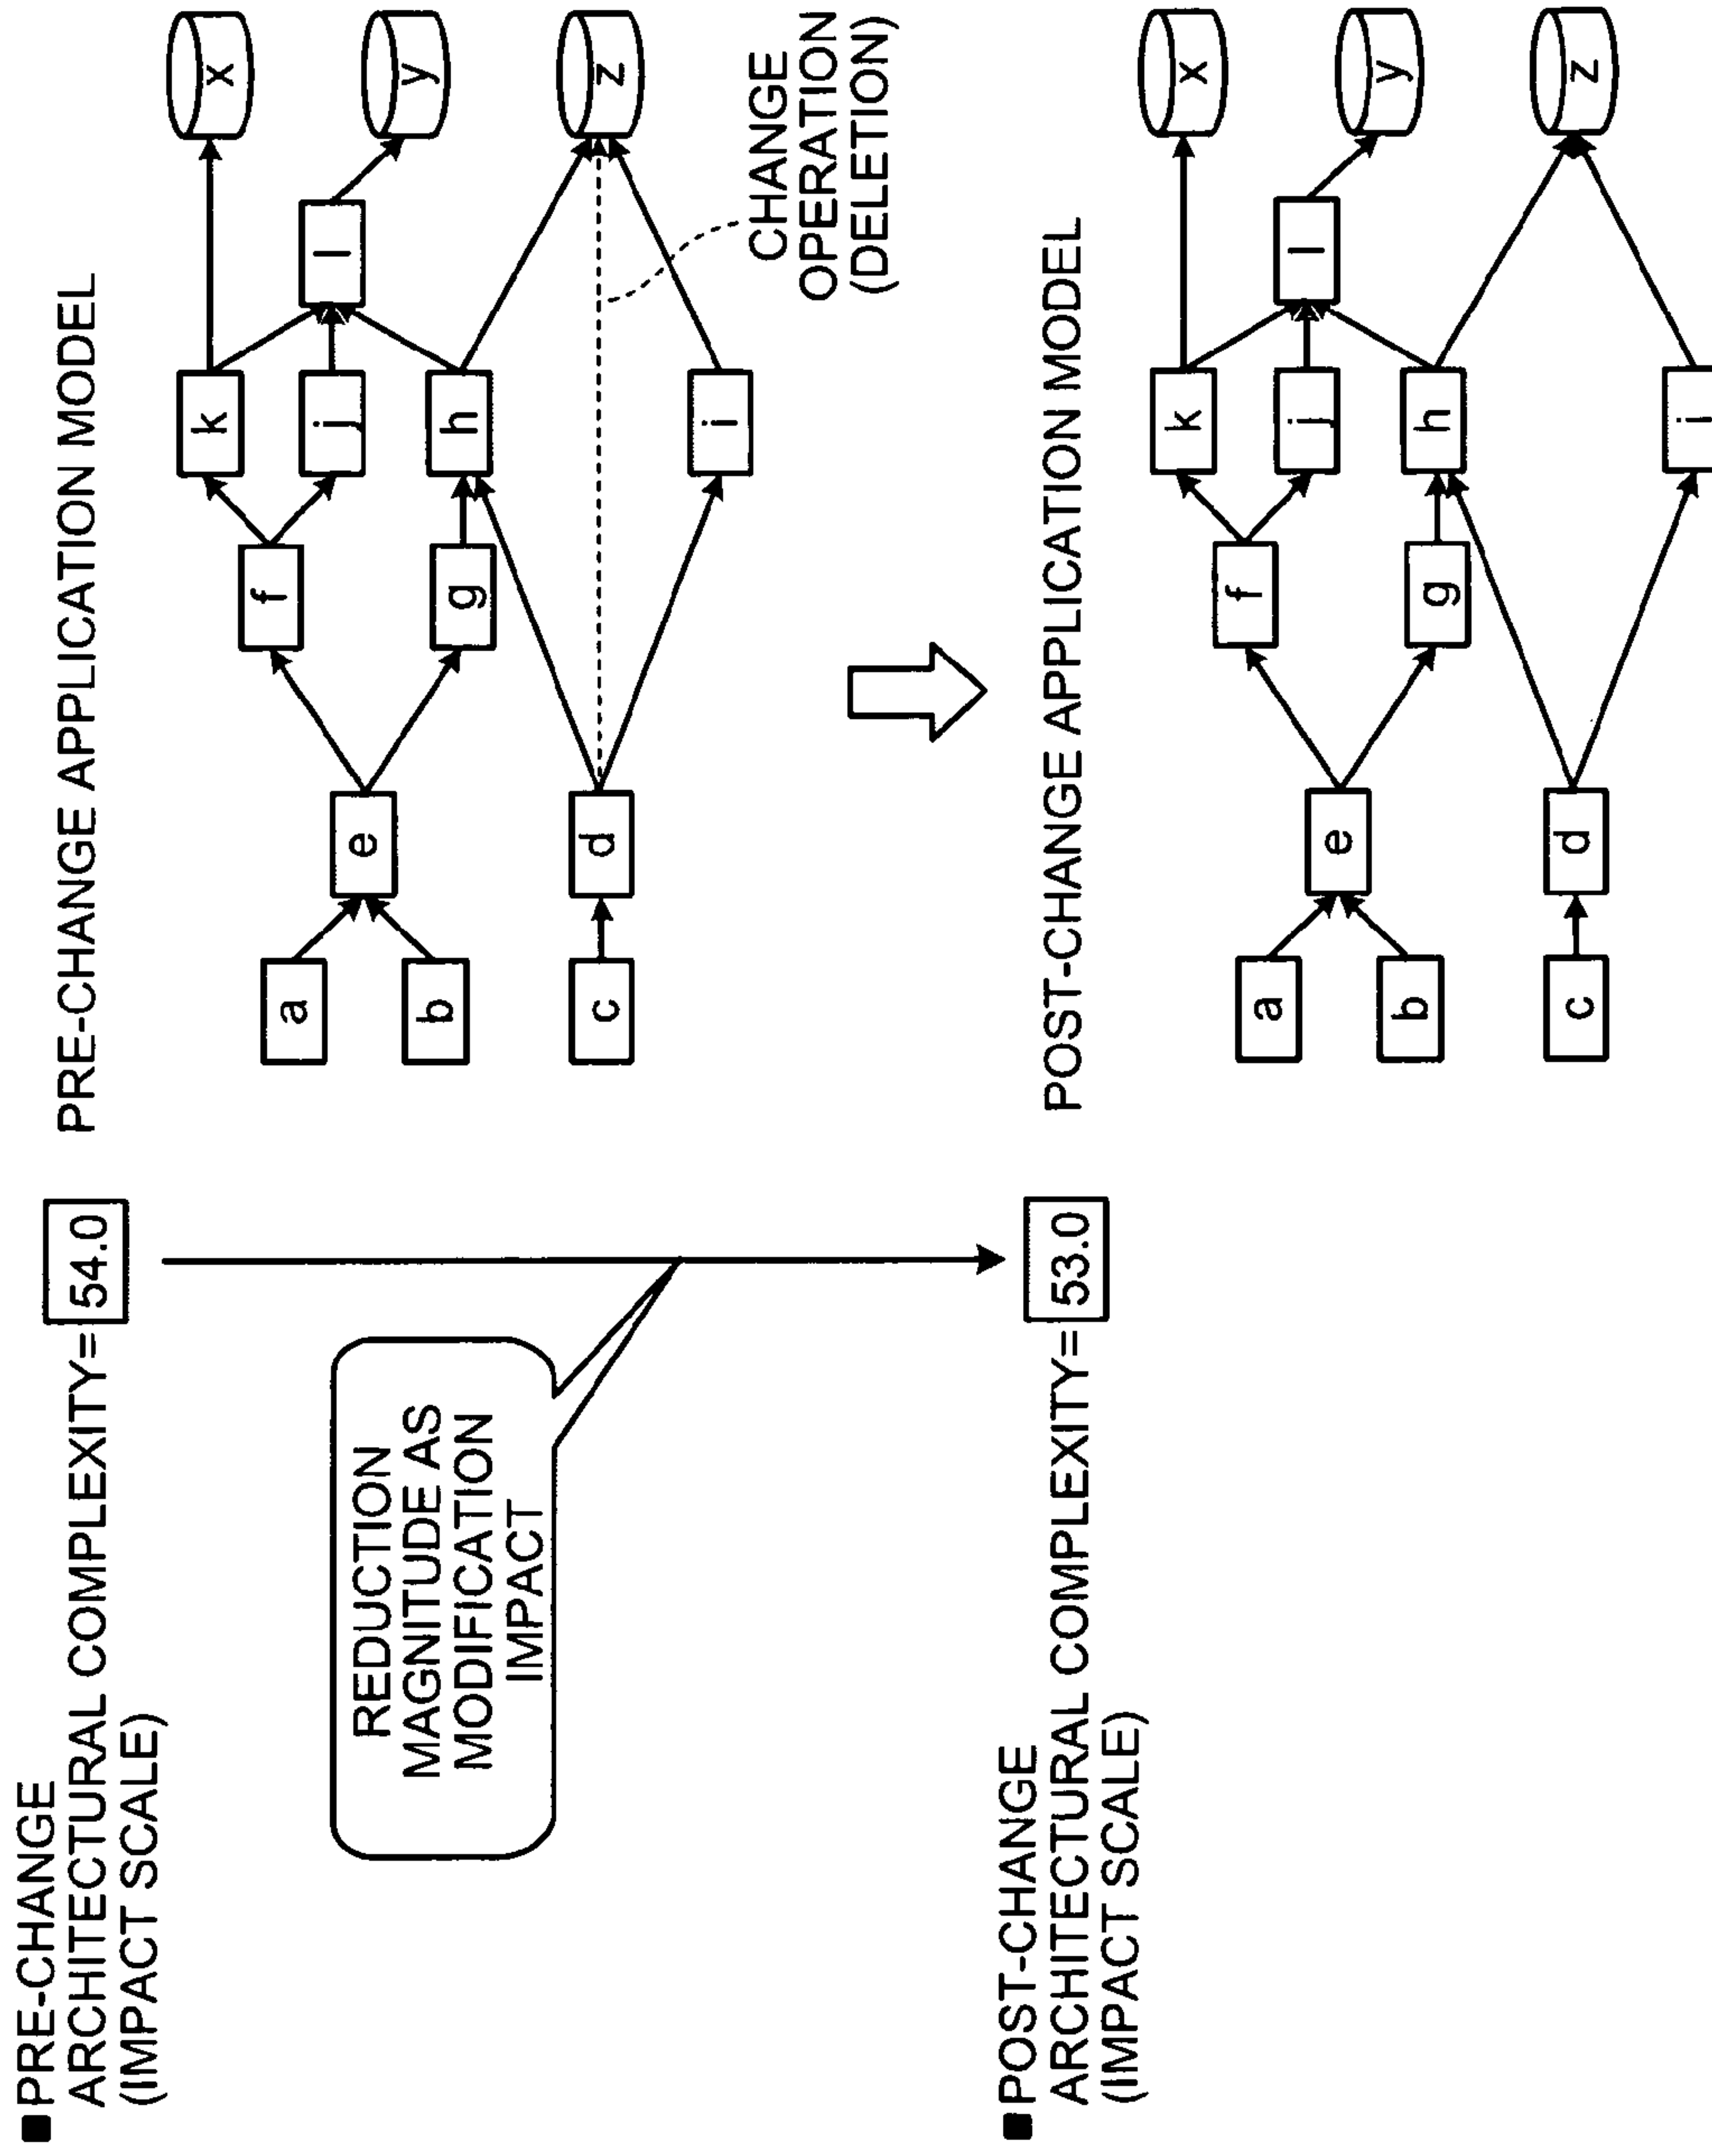 PRE-CHANGE
ARCHITECTURAL COMPLEXITY= 54.0
(IMPACT SCALE)
REDUCTION
MAGNITUDE AS
MODIFICATION
IMPACT
POST-CHANGE
ARCHITECTURAL COMPLEXITY= 53.0
(IMPACT SCALE)
PRE-CHANGE APPLICATION MODEL
k
x
f
a
j
l
e
y
b
g
h
c
d
z
i
CHANGE
OPERATION
(DELETION)
POST-CHANGE APPLICATION MODEL
k
x
f
a
j
l
e
y
b
g
h
c
d
z
i